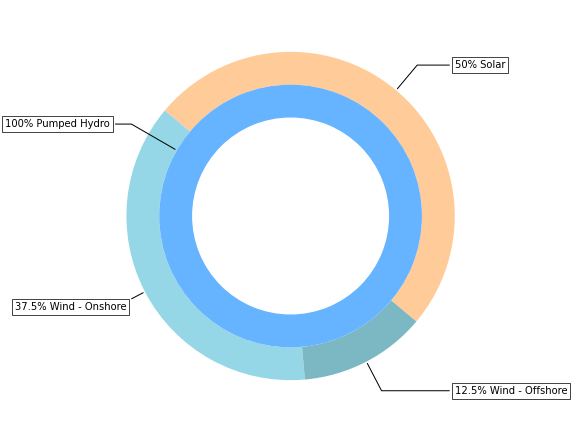 50% Solar
100% Pumped Hydro
37.5% Wind - Onshore
12.5% Wind - Offshore